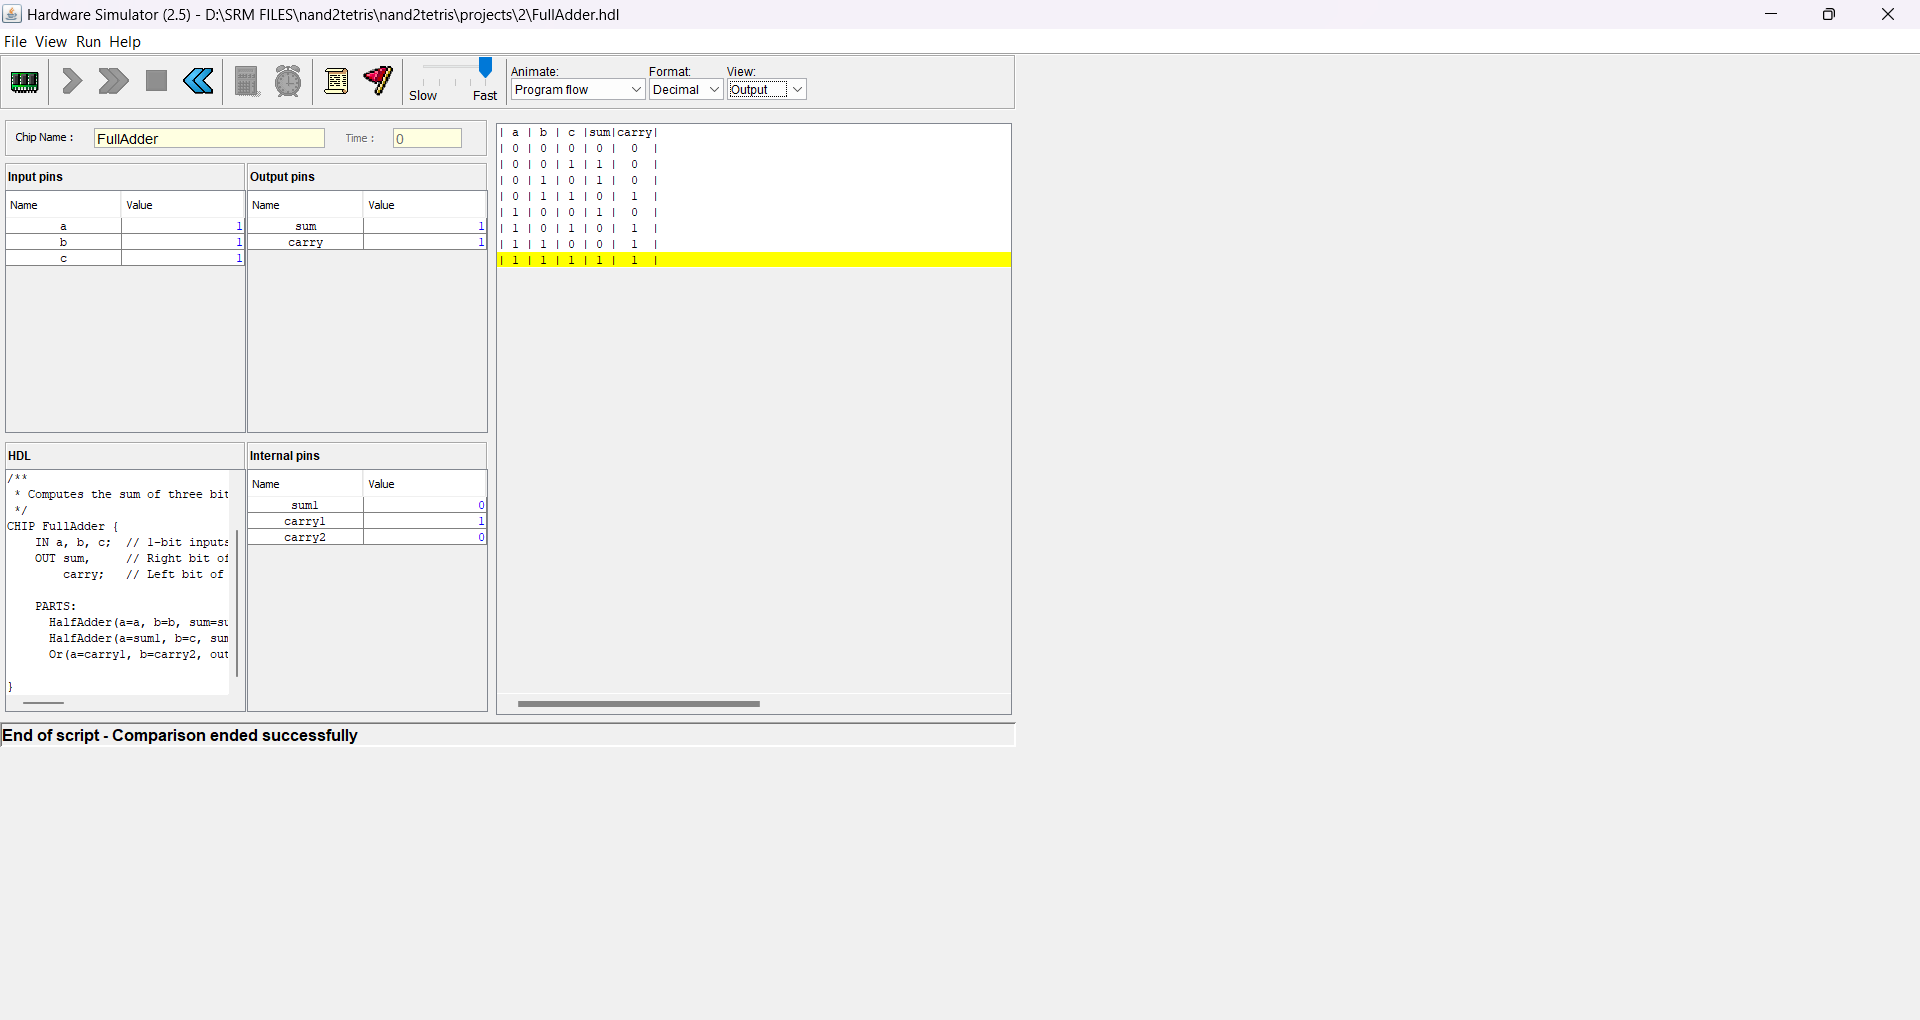 Hardware Simulator (2.5) - D:\SRM FILES\nand2tetris\nand2tetris\projects\2\FullAdder.hdl
File View Run Help
Slow Fast
Animate: Format: View:
Program flow Decimal Output
Chip Name : FullAdder Time : 0
Input pins
Name Value
a 1
b 1
c 1
Output pins
Name Value
sum 1
carry 1
HDL
/**
* Computes the sum of three bit
*/
CHIP FullAdder {
IN a, b, c; // 1-bit inputs
OUT sum, // Right bit of
carry; // Left bit of
PARTS:
HalfAdder(a=a, b=b, sum=su
HalfAdder(a=sum1, b=c, sum
Or(a=carry1, b=carry2, out
}
Internal pins
Name Value
sum1 0
carry1 1
carry2 0
| a | b | c |sum|carry|
| 0 | 0 | 0 | 0 | 0 |
| 0 | 0 | 1 | 1 | 0 |
| 0 | 1 | 0 | 1 | 0 |
| 0 | 1 | 1 | 0 | 1 |
| 1 | 0 | 0 | 1 | 0 |
| 1 | 0 | 1 | 0 | 1 |
| 1 | 1 | 0 | 0 | 1 |
| 1 | 1 | 1 | 1 | 1 |
End of script - Comparison ended successfully